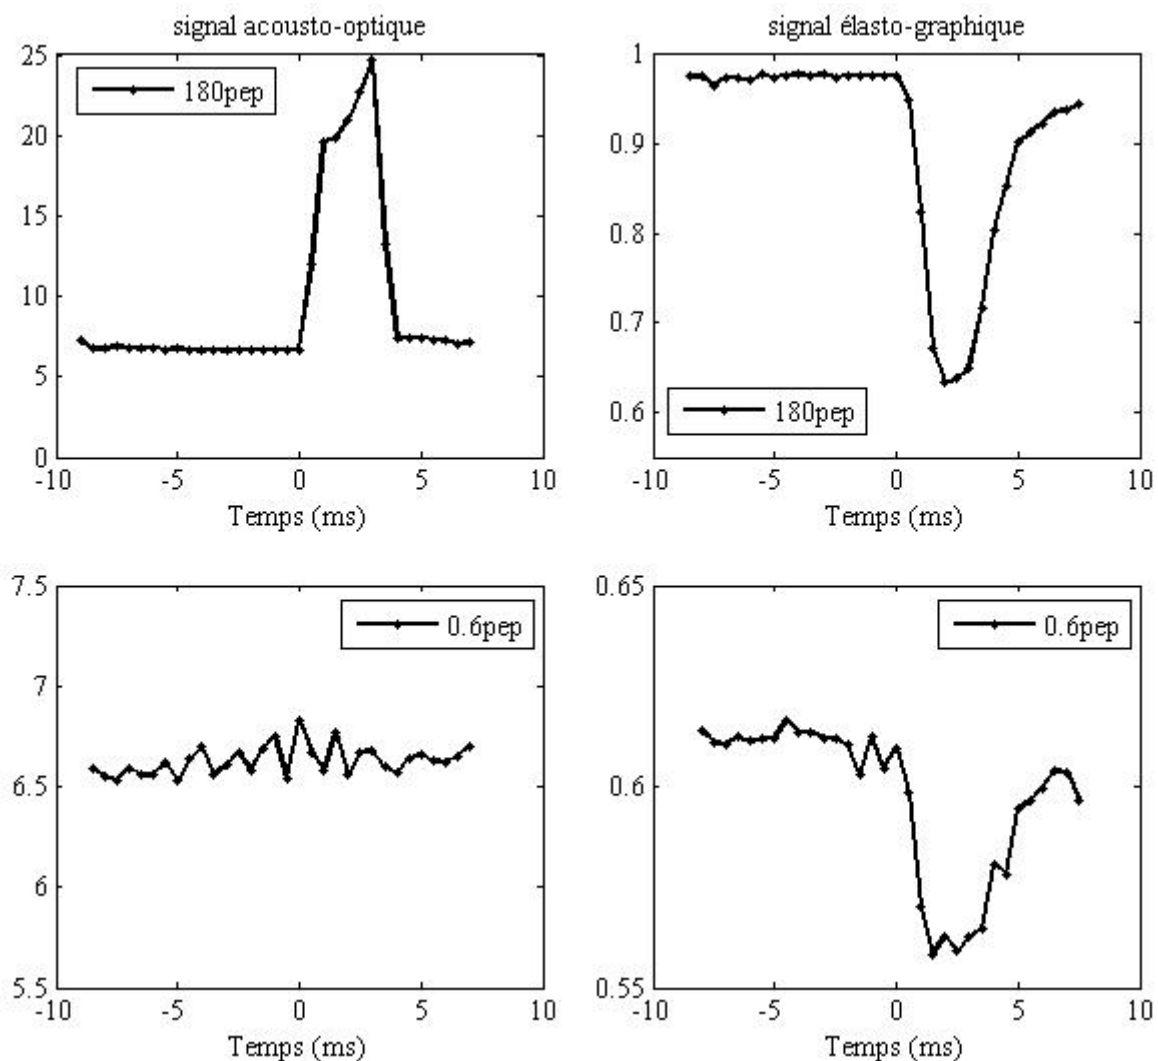 signal acousto-optique
25
20
15
10
5
0
180pep
-10 -5 0 5 10
Temps (ms)
signal élasto-graphique
1
0.9
0.8
0.7
0.6
180pep
-10 -5 0 5 10
Temps (ms)
7.5
7
6.5
6
5.5
0.6pep
-10 -5 0 5 10
Temps (ms)
0.65
0.6
0.55
0.6pep
-10 -5 0 5 10
Temps (ms)